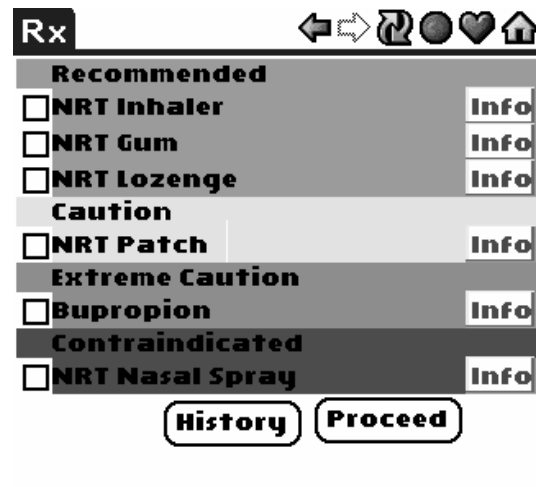 Rx
Recommended
NRT Inhaler Info
NRT Gum Info
NRT Lozenge Info
Caution
NRT Patch Info
Extreme Caution
Bupropion Info
Contraindicated
NRT Nasal Spray Info
History Proceed